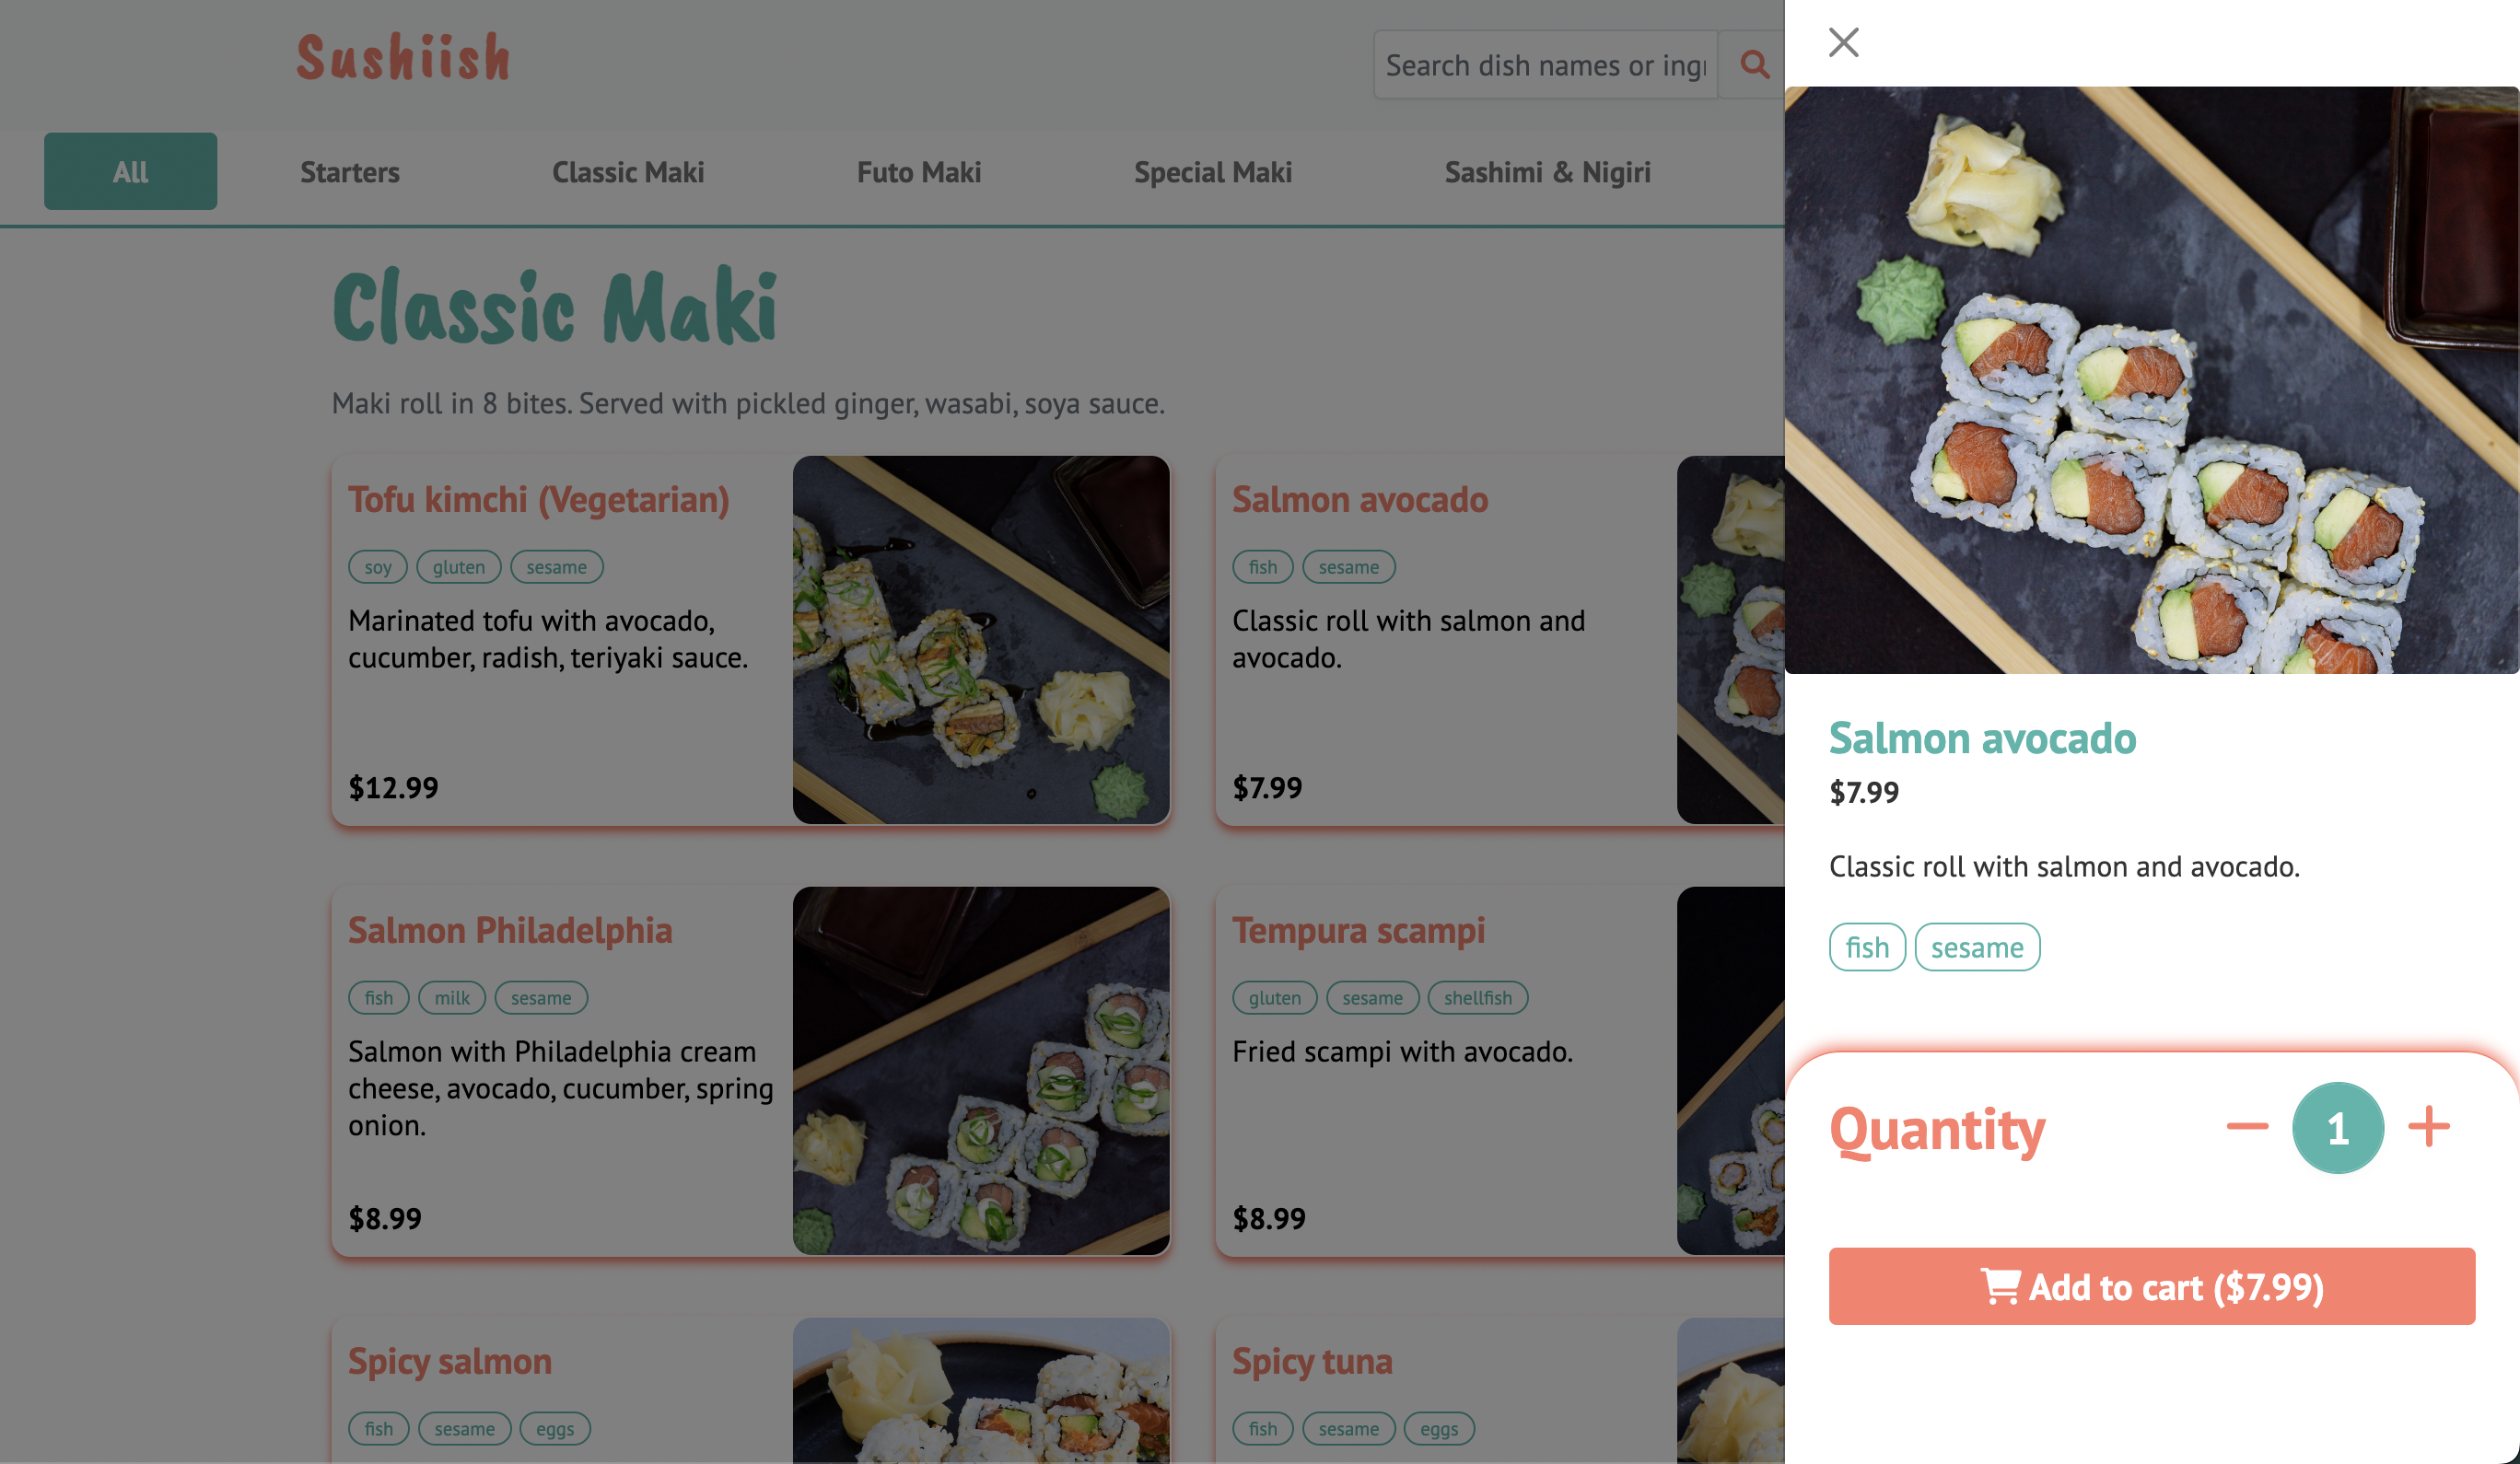 Sushiish
Search dish names or ing
All
Starters
Classic Maki
Futo Maki
Special Maki
Sashimi & Nigiri
Classic Maki
Maki roll in 8 bites. Served with pickled ginger, wasabi, soya sauce.
Tofu kimchi (Vegetarian)
soy
gluten
sesame
Marinated tofu with avocado,
cucumber, radish, teriyaki sauce.
$12.99
Salmon avocado
fish
sesame
Classic roll with salmon and
avocado.
$7.99
Salmon Philadelphia
fish
milk
sesame
Salmon with Philadelphia cream
cheese, avocado, cucumber, spring
onion.
$8.99
Tempura scampi
gluten
sesame
shellfish
Fried scampi with avocado.
$8.99
Spicy salmon
fish
sesame
eggs
Spicy tuna
fish
sesame
eggs
Salmon avocado
$7.99
Classic roll with salmon and avocado.
fish
sesame
Quantity
1
Add to cart ($7.99)